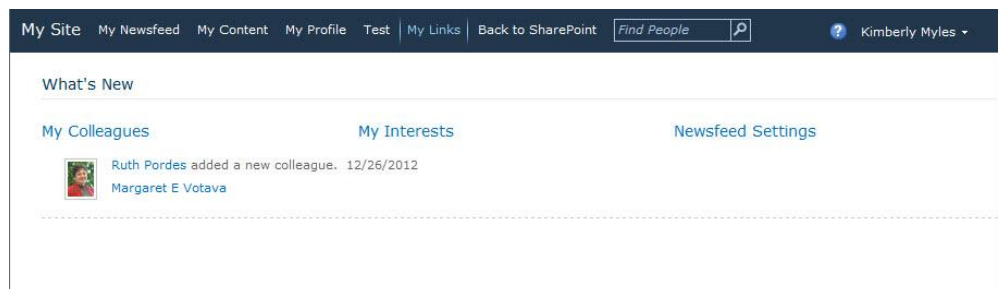 My Site My Newsfeed My Content My Profile Test My Links Back to SharePoint Find People ? Kimberly Myles
What's New
My Colleagues My Interests Newsfeed Settings
Ruth Pordes added a new colleague. 12/26/2012
Margaret E Votava